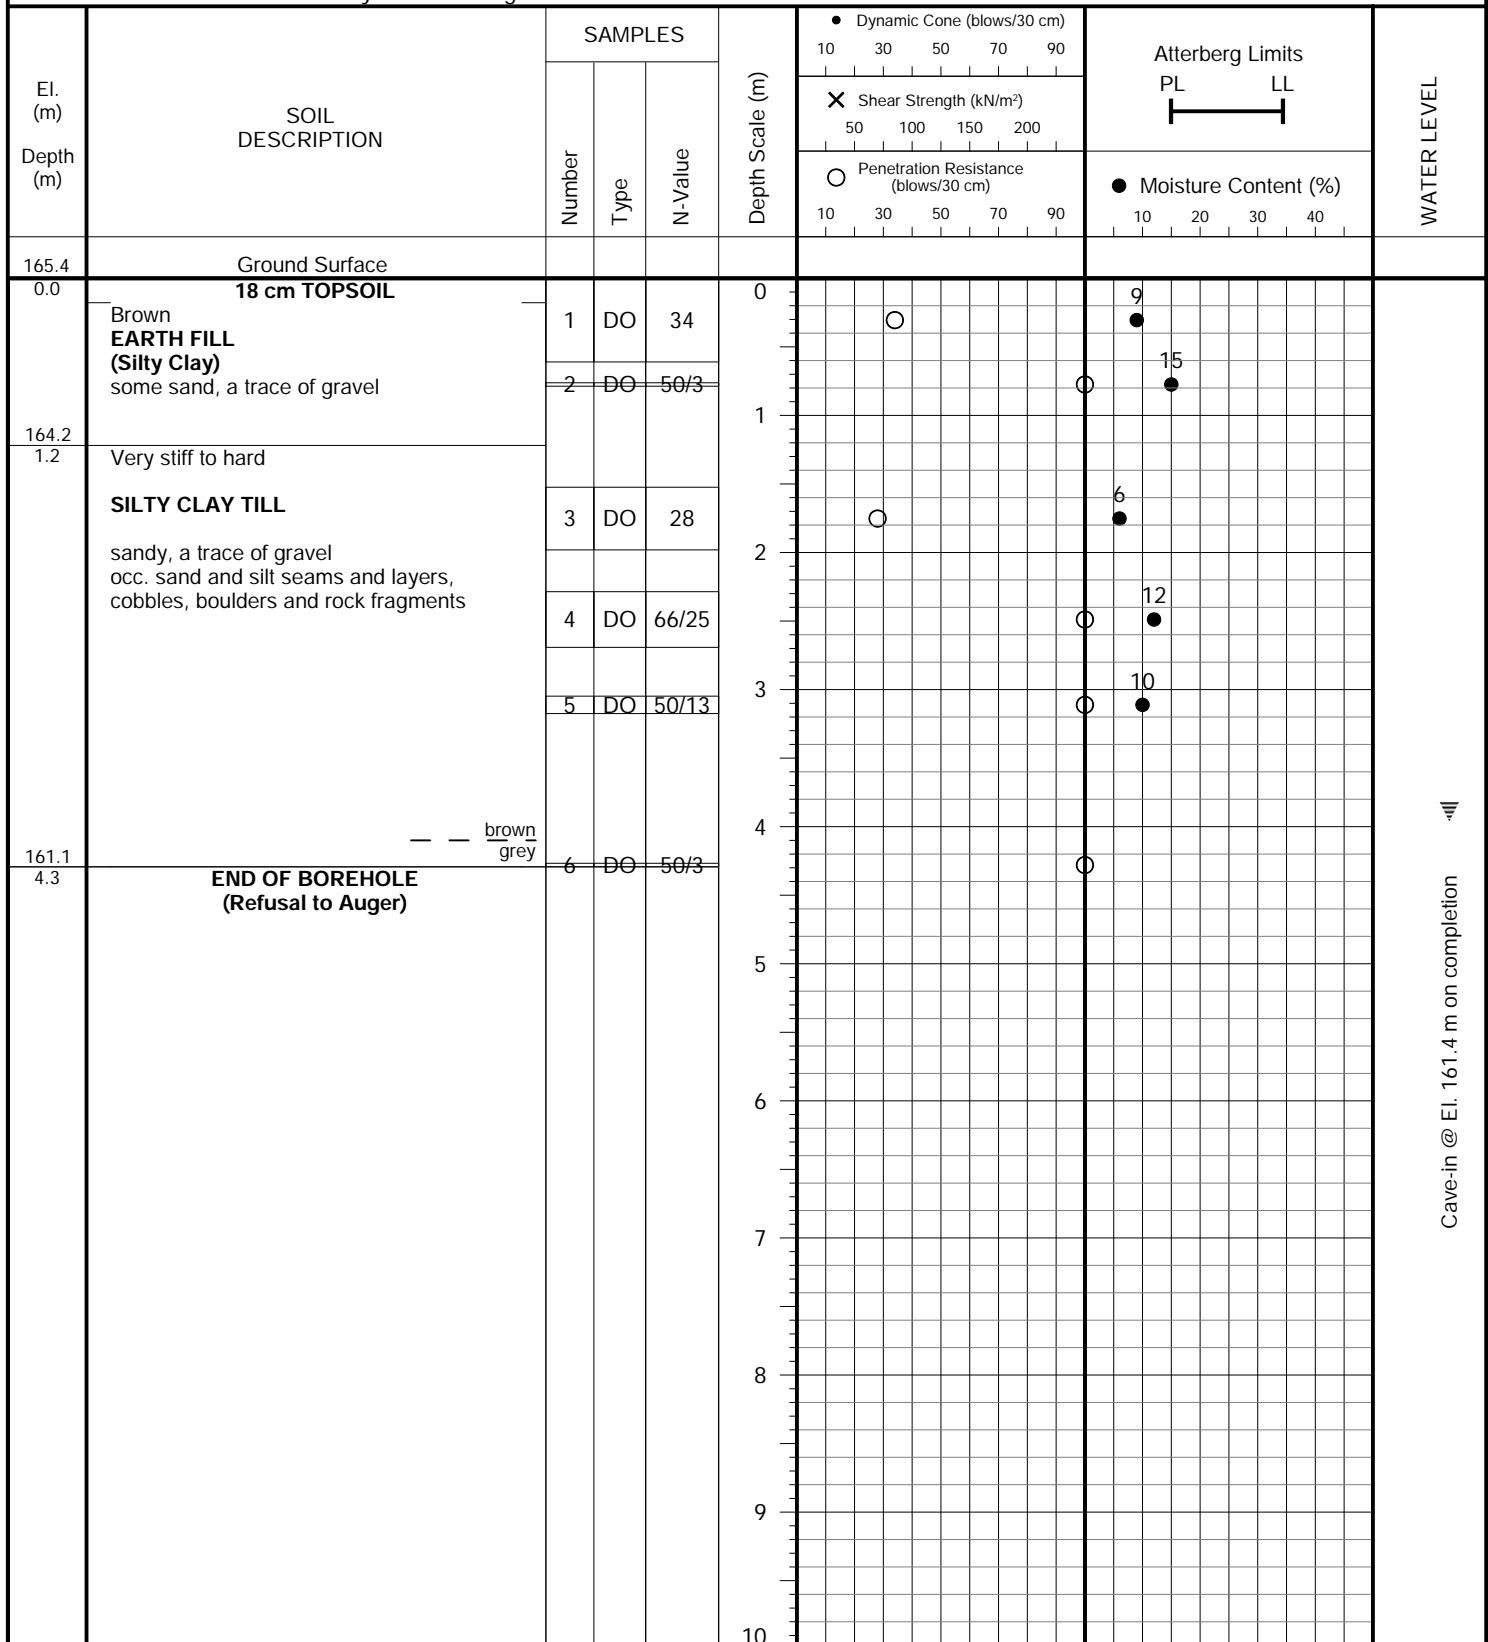 SAMPLES
El.
(m)
Depth
(m)
SOIL
DESCRIPTION
Number
Type
N-Value
Depth Scale (m)
Dynamic Cone (blows/30 cm)
10 30 50 70 90
Shear Strength (kN/m²)
50 100 150 200
Penetration Resistance
(blows/30 cm)
10 30 50 70 90
Atterberg Limits
PL LL
Moisture Content (%)
10 20 30 40
WATER LEVEL
165.4 Ground Surface
0.0 18 cm TOPSOIL 0
Brown
EARTH FILL
(Silty Clay)
some sand, a trace of gravel
1 DO 34 9
2 DO 50/3 15
1
164.2
1.2 Very stiff to hard
SILTY CLAY TILL
sandy, a trace of gravel
occ. sand and silt seams and layers,
cobbles, boulders and rock fragments
3 DO 28 6
2
4 DO 66/25 12
3
5 DO 50/13 10
4
brown
grey
161.1
4.3
6 DO 50/3
END OF BOREHOLE
(Refusal to Auger)
5
6
7
8
9
10
Cave-in @ El. 161.4 m on completion